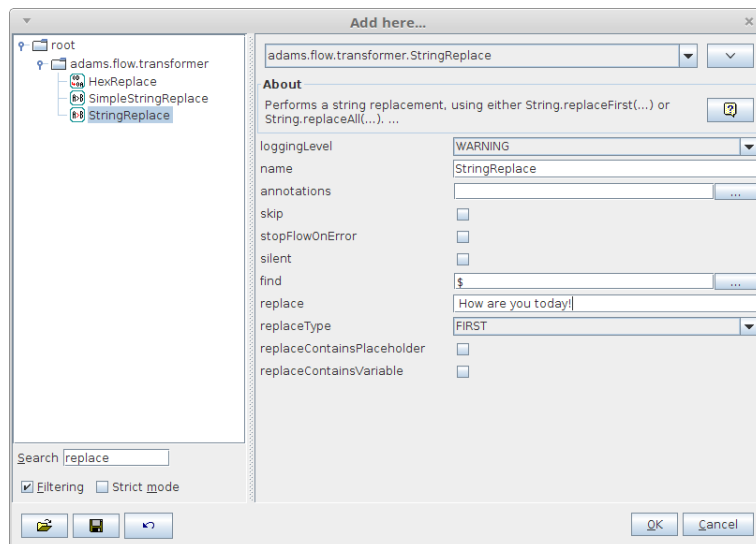 Add here...
root
adams.flow.transformer
HexReplace
SimpleStringReplace
StringReplace
Search replace
Filtering Strict mode
adams.flow.transformer.StringReplace
About
Performs a string replacement, using either String.replaceFirst(...) or
String.replaceAll(...). ...
loggingLevel WARNING
name StringReplace
annotations ...
skip
stopFlowOnError
silent
find $ ...
replace How are you today!
replaceType FIRST
replaceContainsPlaceholder
replaceContainsVariable
OK Cancel